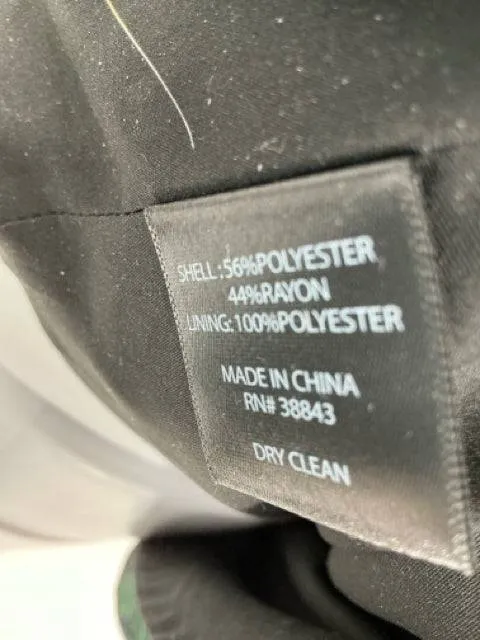 SHELL: 56%POLYESTER
44%RAYON
LINING: 100%POLYESTER
MADE IN CHINA
RN# 38843
DRY CLEAN